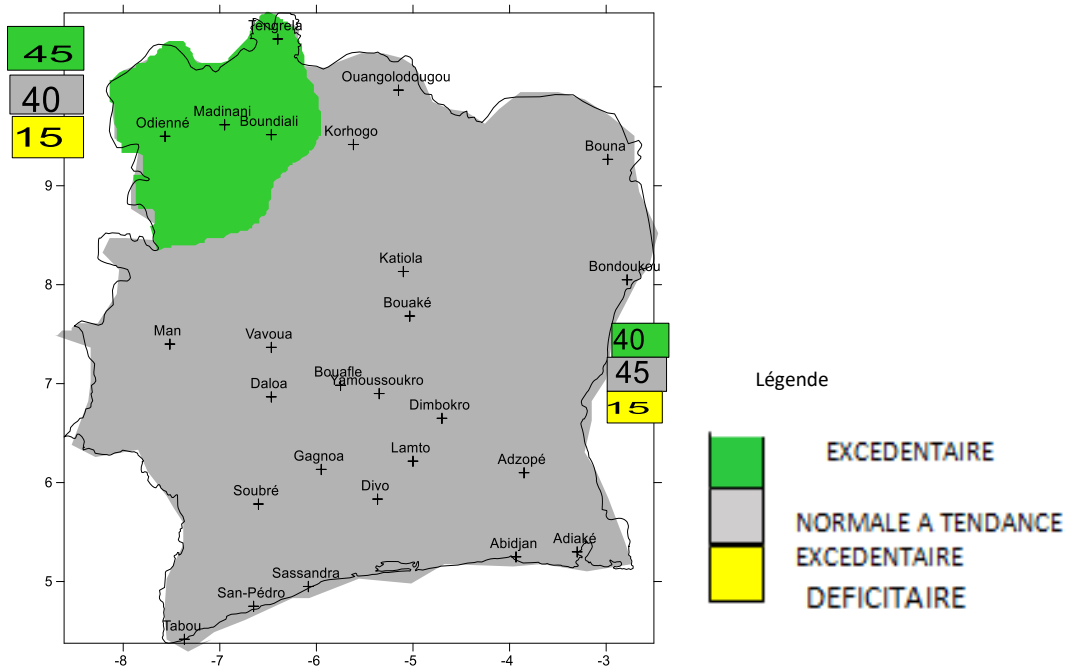 45
40
15
Tengrela
Ouangolodougou
Madinani
Odienné
Boundiali
Korhogo
Bouna
9
Katiola
Bondoukou
8
Bouaké
Man
Vavoua
40
45
15
Bouafle
Yamoussoukro
Daloa
7
Dimbokro
Lamto
Gagnoa
Adzopé
6
Soubré
Divo
Abidjan
Adiaké
Sassandra
5
San-Pédro
Tabou
-8
-7
-6
-5
-4
-3
Légende
EXCEDENTAIRE
NORMALE A TENDANCE
EXCEDENTAIRE
DEFICITAIRE